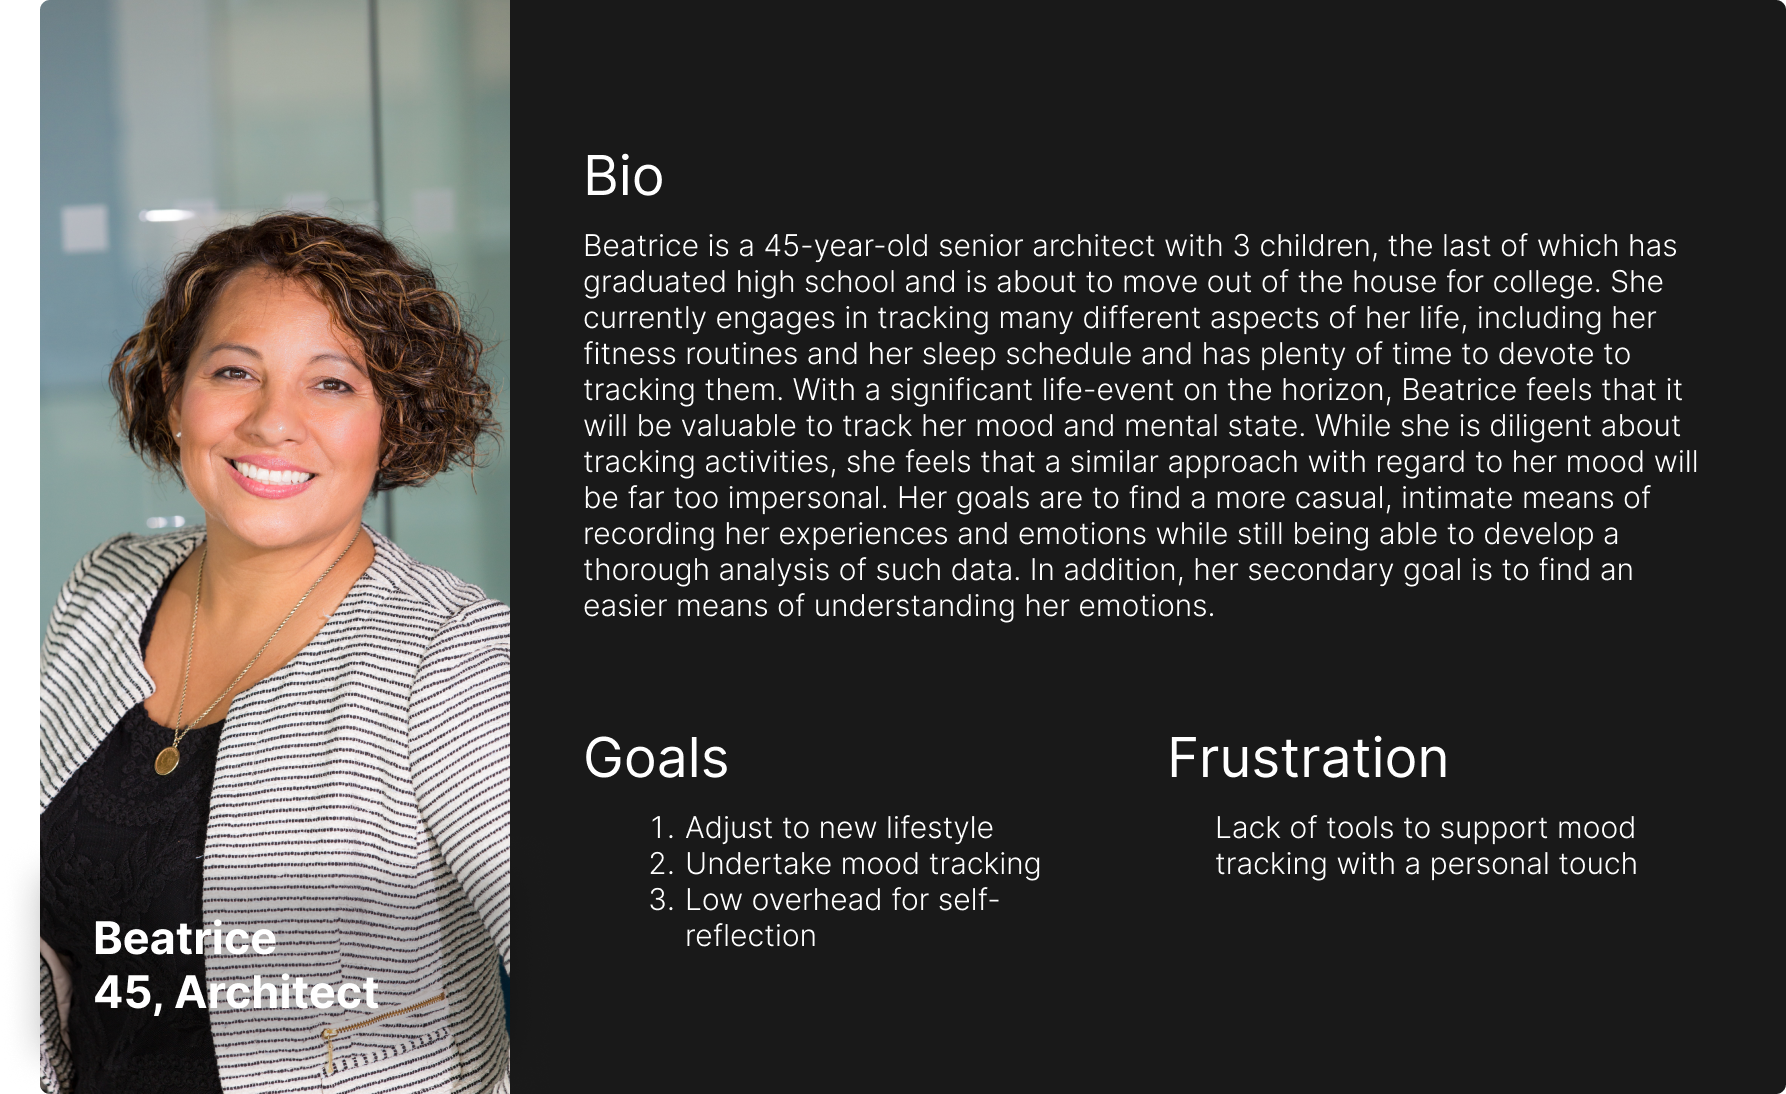 Bio
Beatrice is a 45-year-old senior architect with 3 children, the last of which has
graduated high school and is about to move out of the house for college. She
currently engages in tracking many different aspects of her life, including her
fitness routines and her sleep schedule and has plenty of time to devote to
tracking them. With a significant life-event on the horizon, Beatrice feels that it
will be valuable to track her mood and mental state. While she is diligent about
tracking activities, she feels that a similar approach with regard to her mood will
be far too impersonal. Her goals are to find a more casual, intimate means of
recording her experiences and emotions while still being able to develop a
thorough analysis of such data. In addition, her secondary goal is to find an
easier means of understanding her emotions.
Goals
1. Adjust to new lifestyle
2. Undertake mood tracking
3. Low overhead for self-
reflection
Frustration
Lack of tools to support mood
tracking with a personal touch
Beatrice
45, Architect